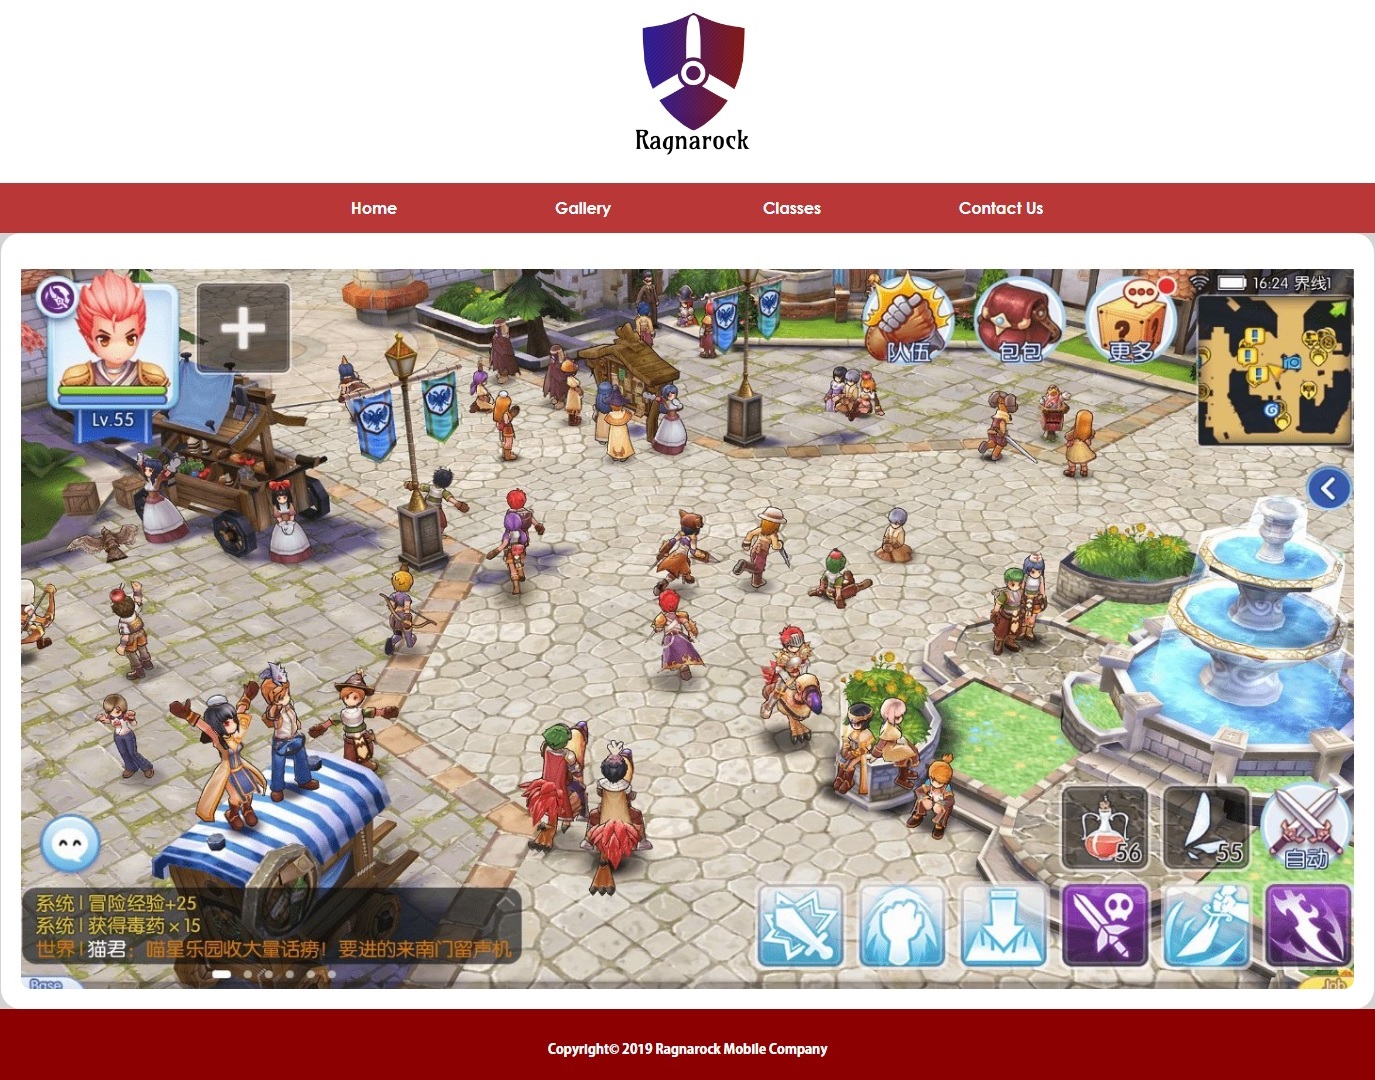 Ragnarock
Home
Gallery
Classes
Contact Us
16:24 界线1
队伍
包包
更多
Lv.55
56
55
自动
系统 | 冒险经验+25
系统 | 获得毒药×15
世界 | 猫君：喵星乐园收大量话痨！要进的来南门留声机
Base
Job
Copyright© 2019 Ragnarock Mobile Company